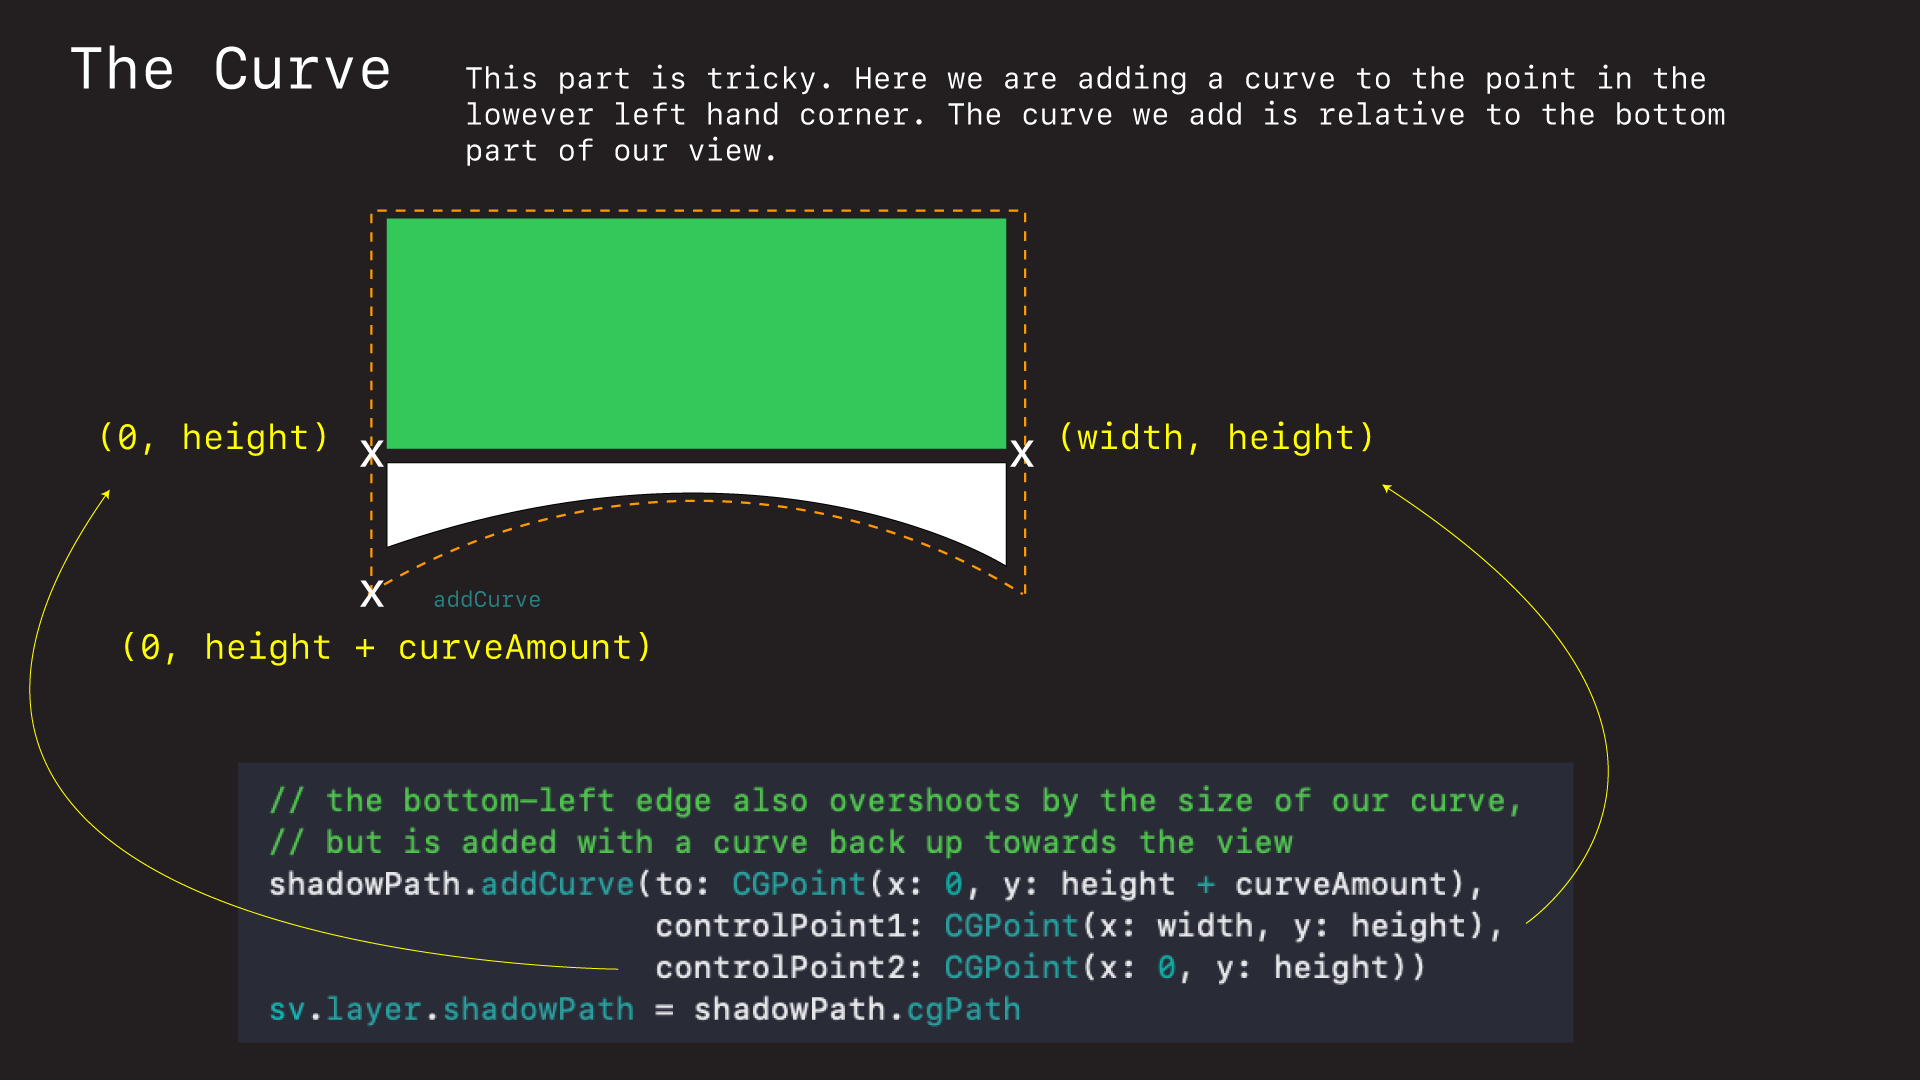 The Curve
This part is tricky. Here we are adding a curve to the point in the
lowever left hand corner. The curve we add is relative to the bottom
part of our view.
(0, height)
X
X
(width, height)
X
addCurve
(0, height + curveAmount)
// the bottom-left edge also overshoots by the size of our curve,
// but is added with a curve back up towards the view
shadowPath.addCurve(to: CGPoint(x: 0, y: height + curveAmount),
controlPoint1: CGPoint(x: width, y: height),
controlPoint2: CGPoint(x: 0, y: height))
sv.layer.shadowPath = shadowPath.cgPath